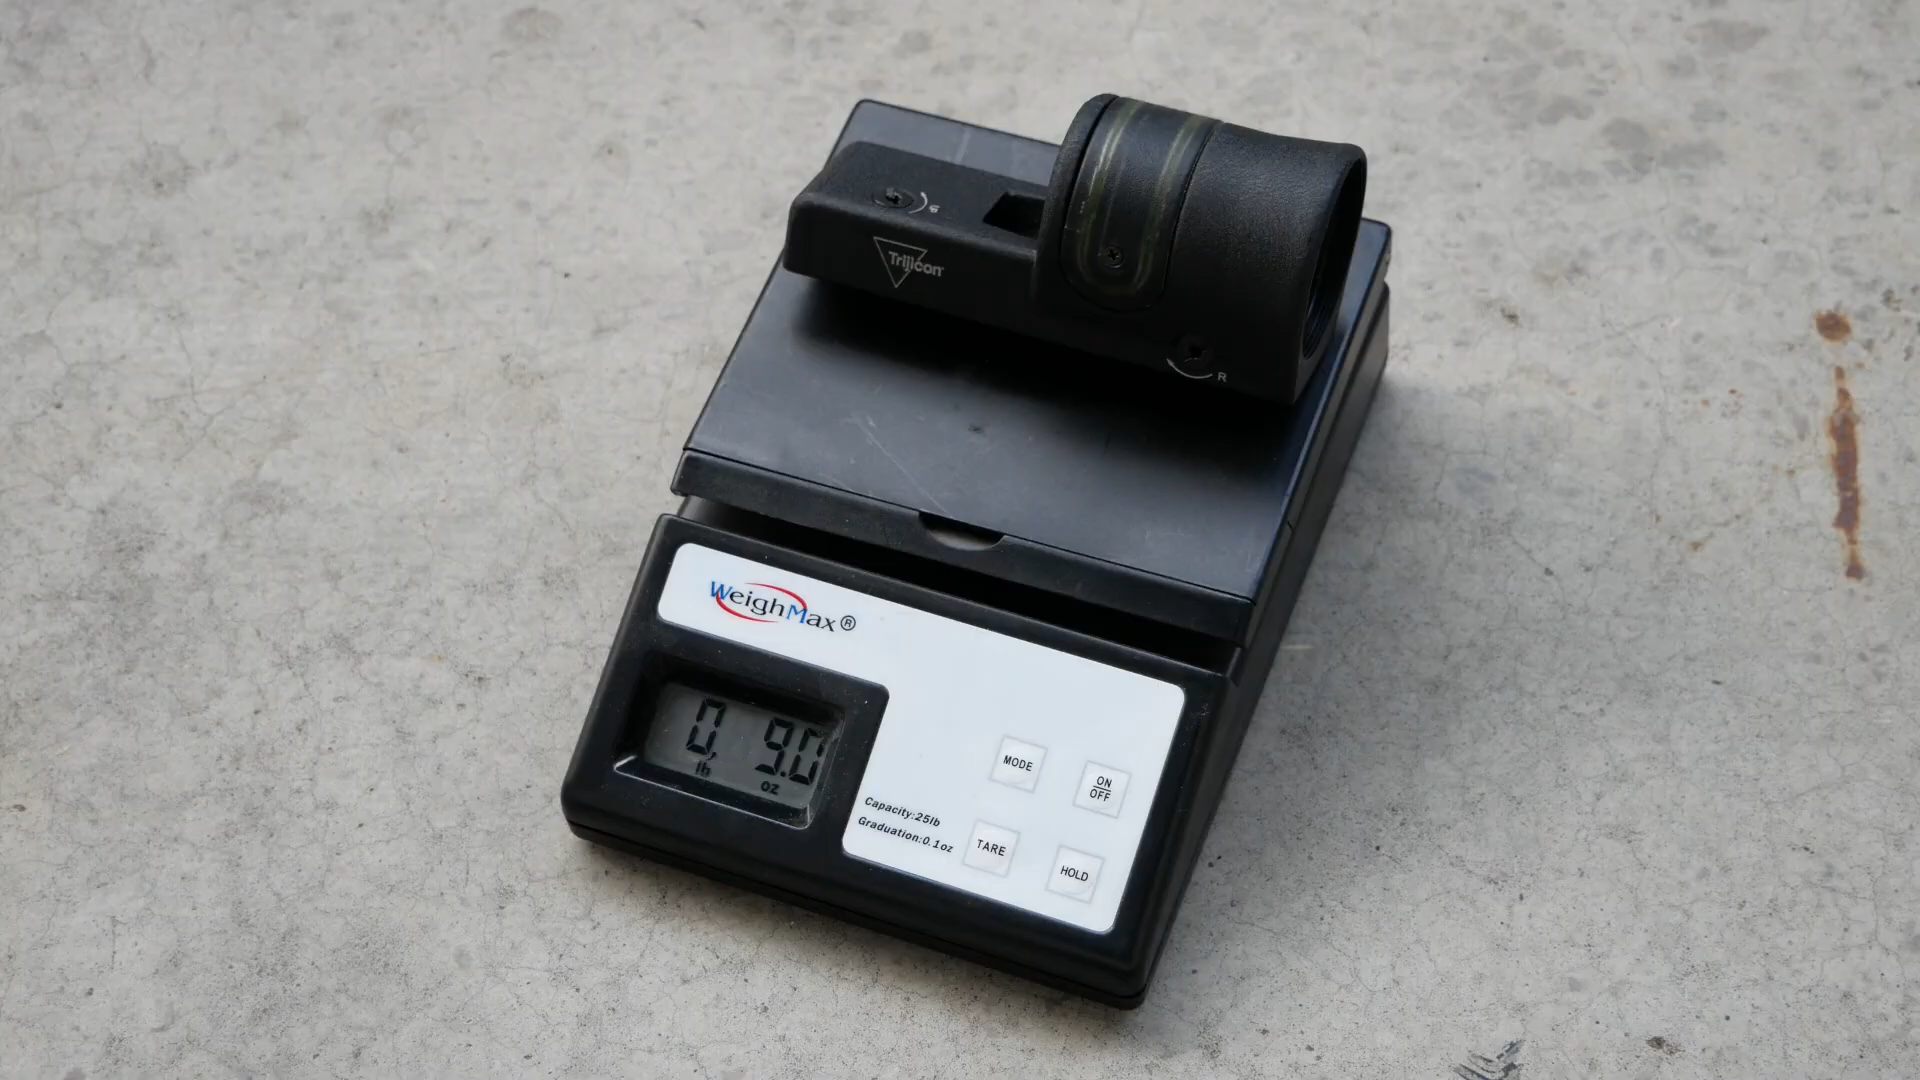 S
Trijicon
R
WeighMax®
0 lb 9.0 oz
MODE
ON
OFF
Capacity:25lb
Graduation:0.1oz
TARE
HOLD